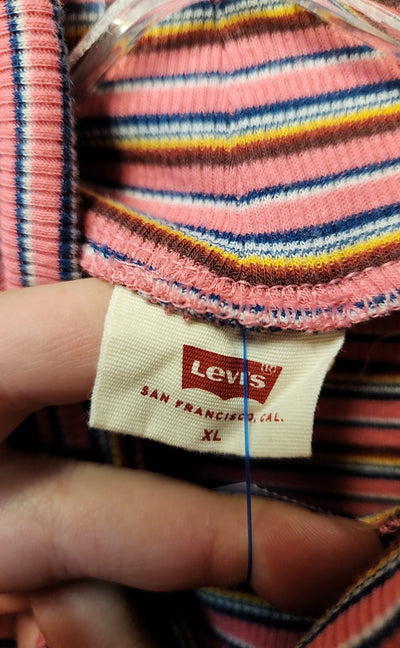 Levi's
SAN FRANCISCO, CAL.
XL